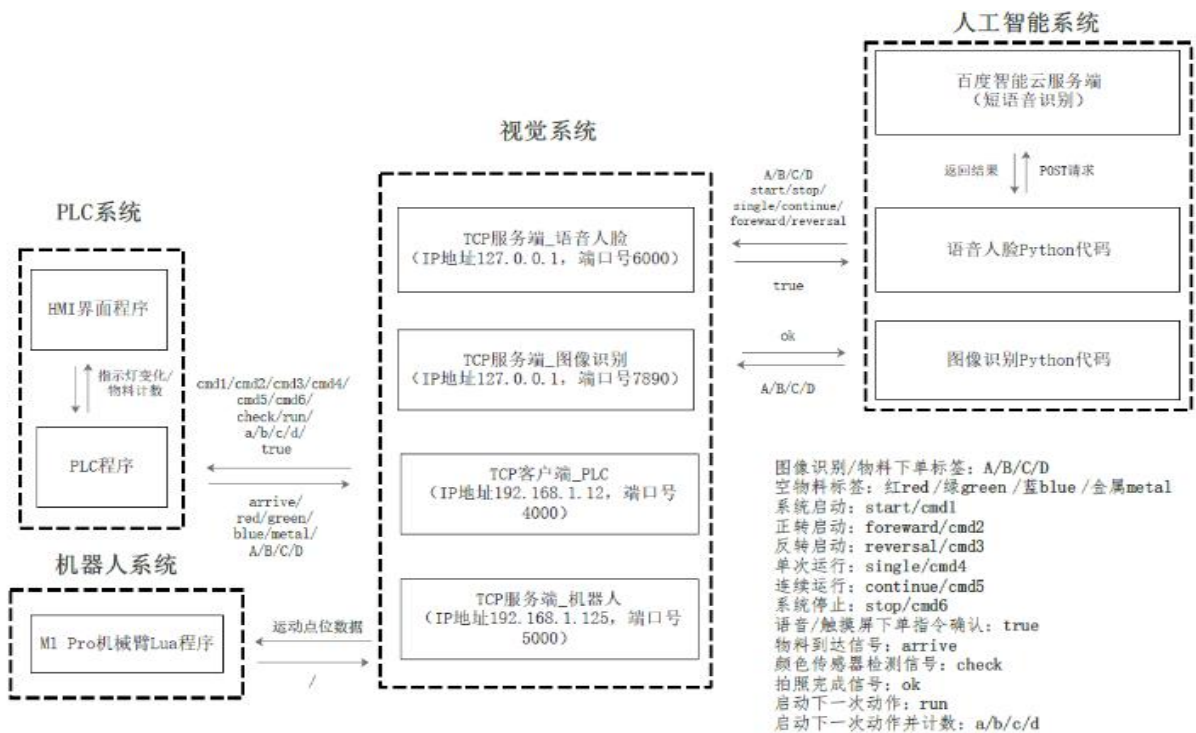 人工智能系统
百度智能云服务端
（短语音识别）
返回结果
POST请求
语音人脸Python代码
图像识别Python代码
视觉系统
TCP服务端_语音人脸
（IP地址127.0.0.1，端口号6000）
TCP服务端_图像识别
（IP地址127.0.0.1，端口号7890）
TCP客户端_PLC
（IP地址192.168.1.12，端口号
4000）
TCP服务端_机器人
（IP地址192.168.1.125，端口号
5000）
A/B/C/D
start/stop/
single/continue/
foreward/reversal
true
ok
A/B/C/D
PLC系统
HMI界面程序
指示灯变化/
物料计数
PLC程序
cmd1/cmd2/cmd3/cmd4/
cmd5/cmd6/
check/run/
a/b/c/d/
true
arrive/
red/green/
blue/metal/
A/B/C/D
机器人系统
M1 Pro机械臂Lua程序
运动点位数据
/
图像识别/物料下单标签：A/B/C/D
空物料标签：红red/绿green/蓝blue/金属metal
系统启动：start/cmd1
正转启动：foreward/cmd2
反转启动：reversal/cmd3
单次运行：single/cmd4
连续运行：continue/cmd5
系统停止：stop/cmd6
语音/触摸屏下单指令确认：true
物料到达信号：arrive
颜色传感器检测信号：check
拍照完成信号：ok
启动下一次动作：run
启动下一次动作并计数：a/b/c/d